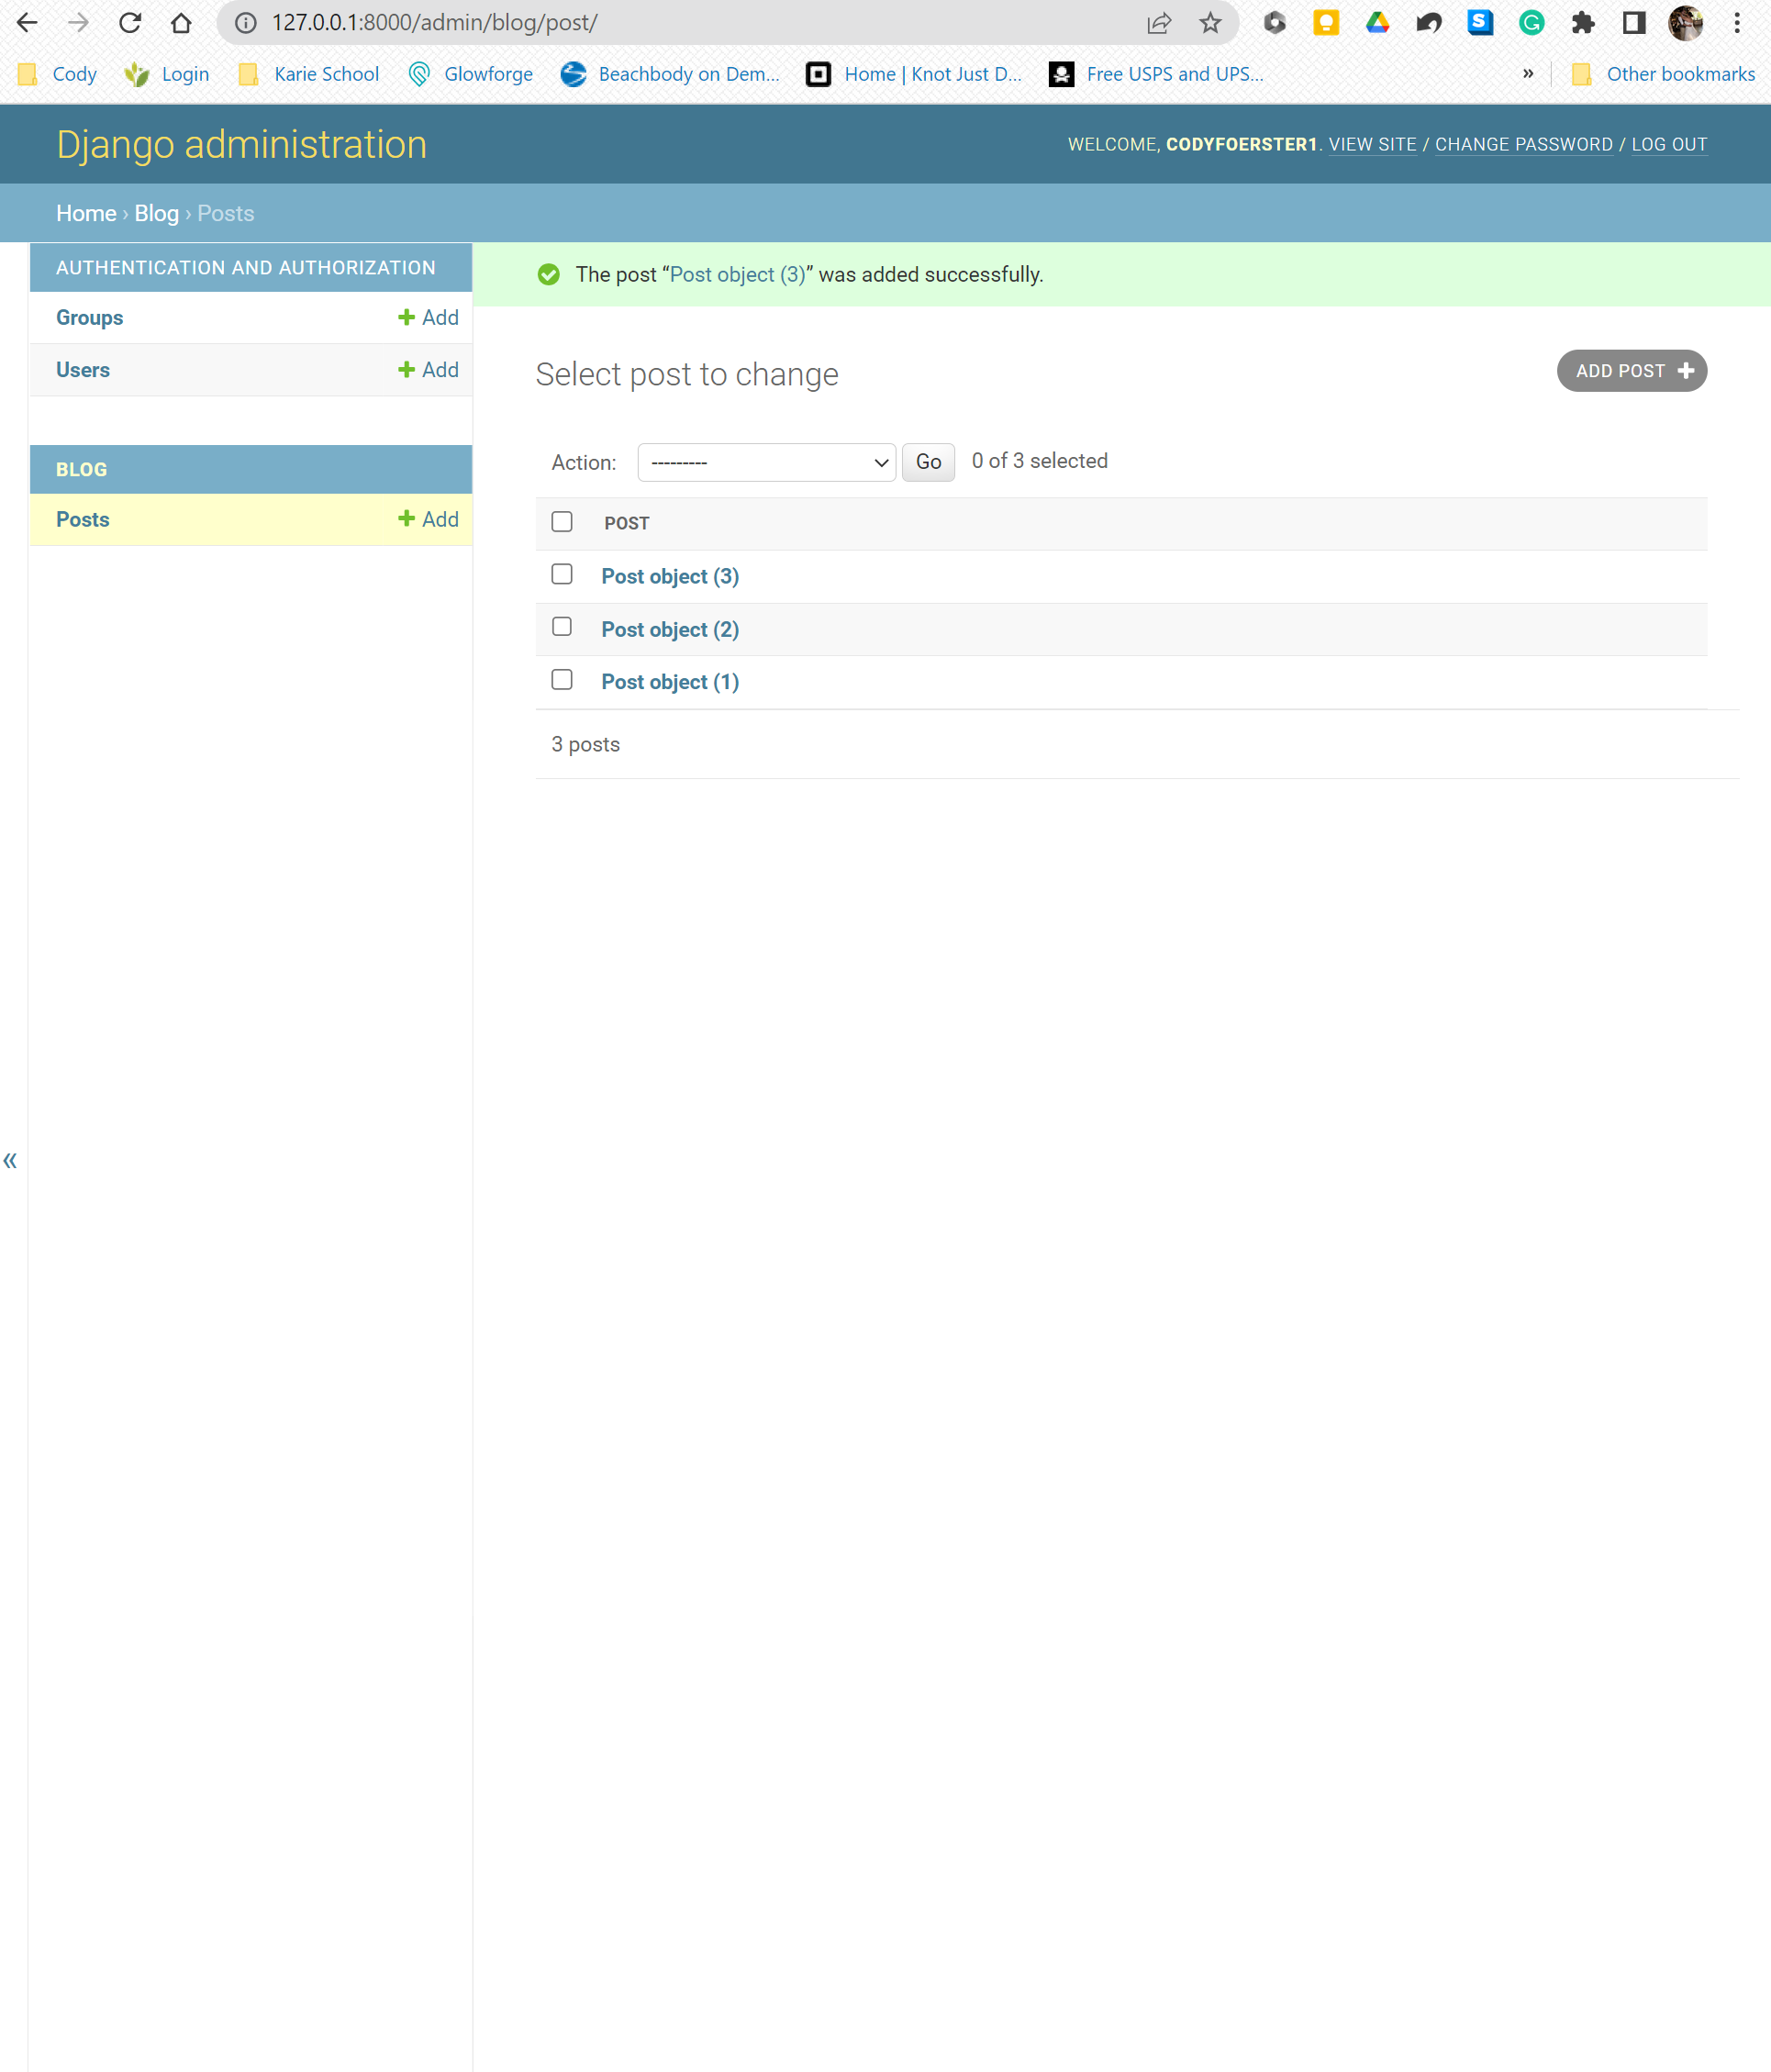 127.0.0.1:8000/admin/blog/post/
Cody Login Karie School Glowforge Beachbody on Dem... Home | Knot Just D... Free USPS and UPS... » Other bookmarks
Django administration
WELCOME, CODYFOERSTER1. VIEW SITE / CHANGE PASSWORD / LOG OUT
Home › Blog › Posts
AUTHENTICATION AND AUTHORIZATION
Groups + Add
Users + Add
BLOG
Posts + Add
«
The post “Post object (3)” was added successfully.
Select post to change
ADD POST +
Action: --------- Go 0 of 3 selected
POST
Post object (3)
Post object (2)
Post object (1)
3 posts